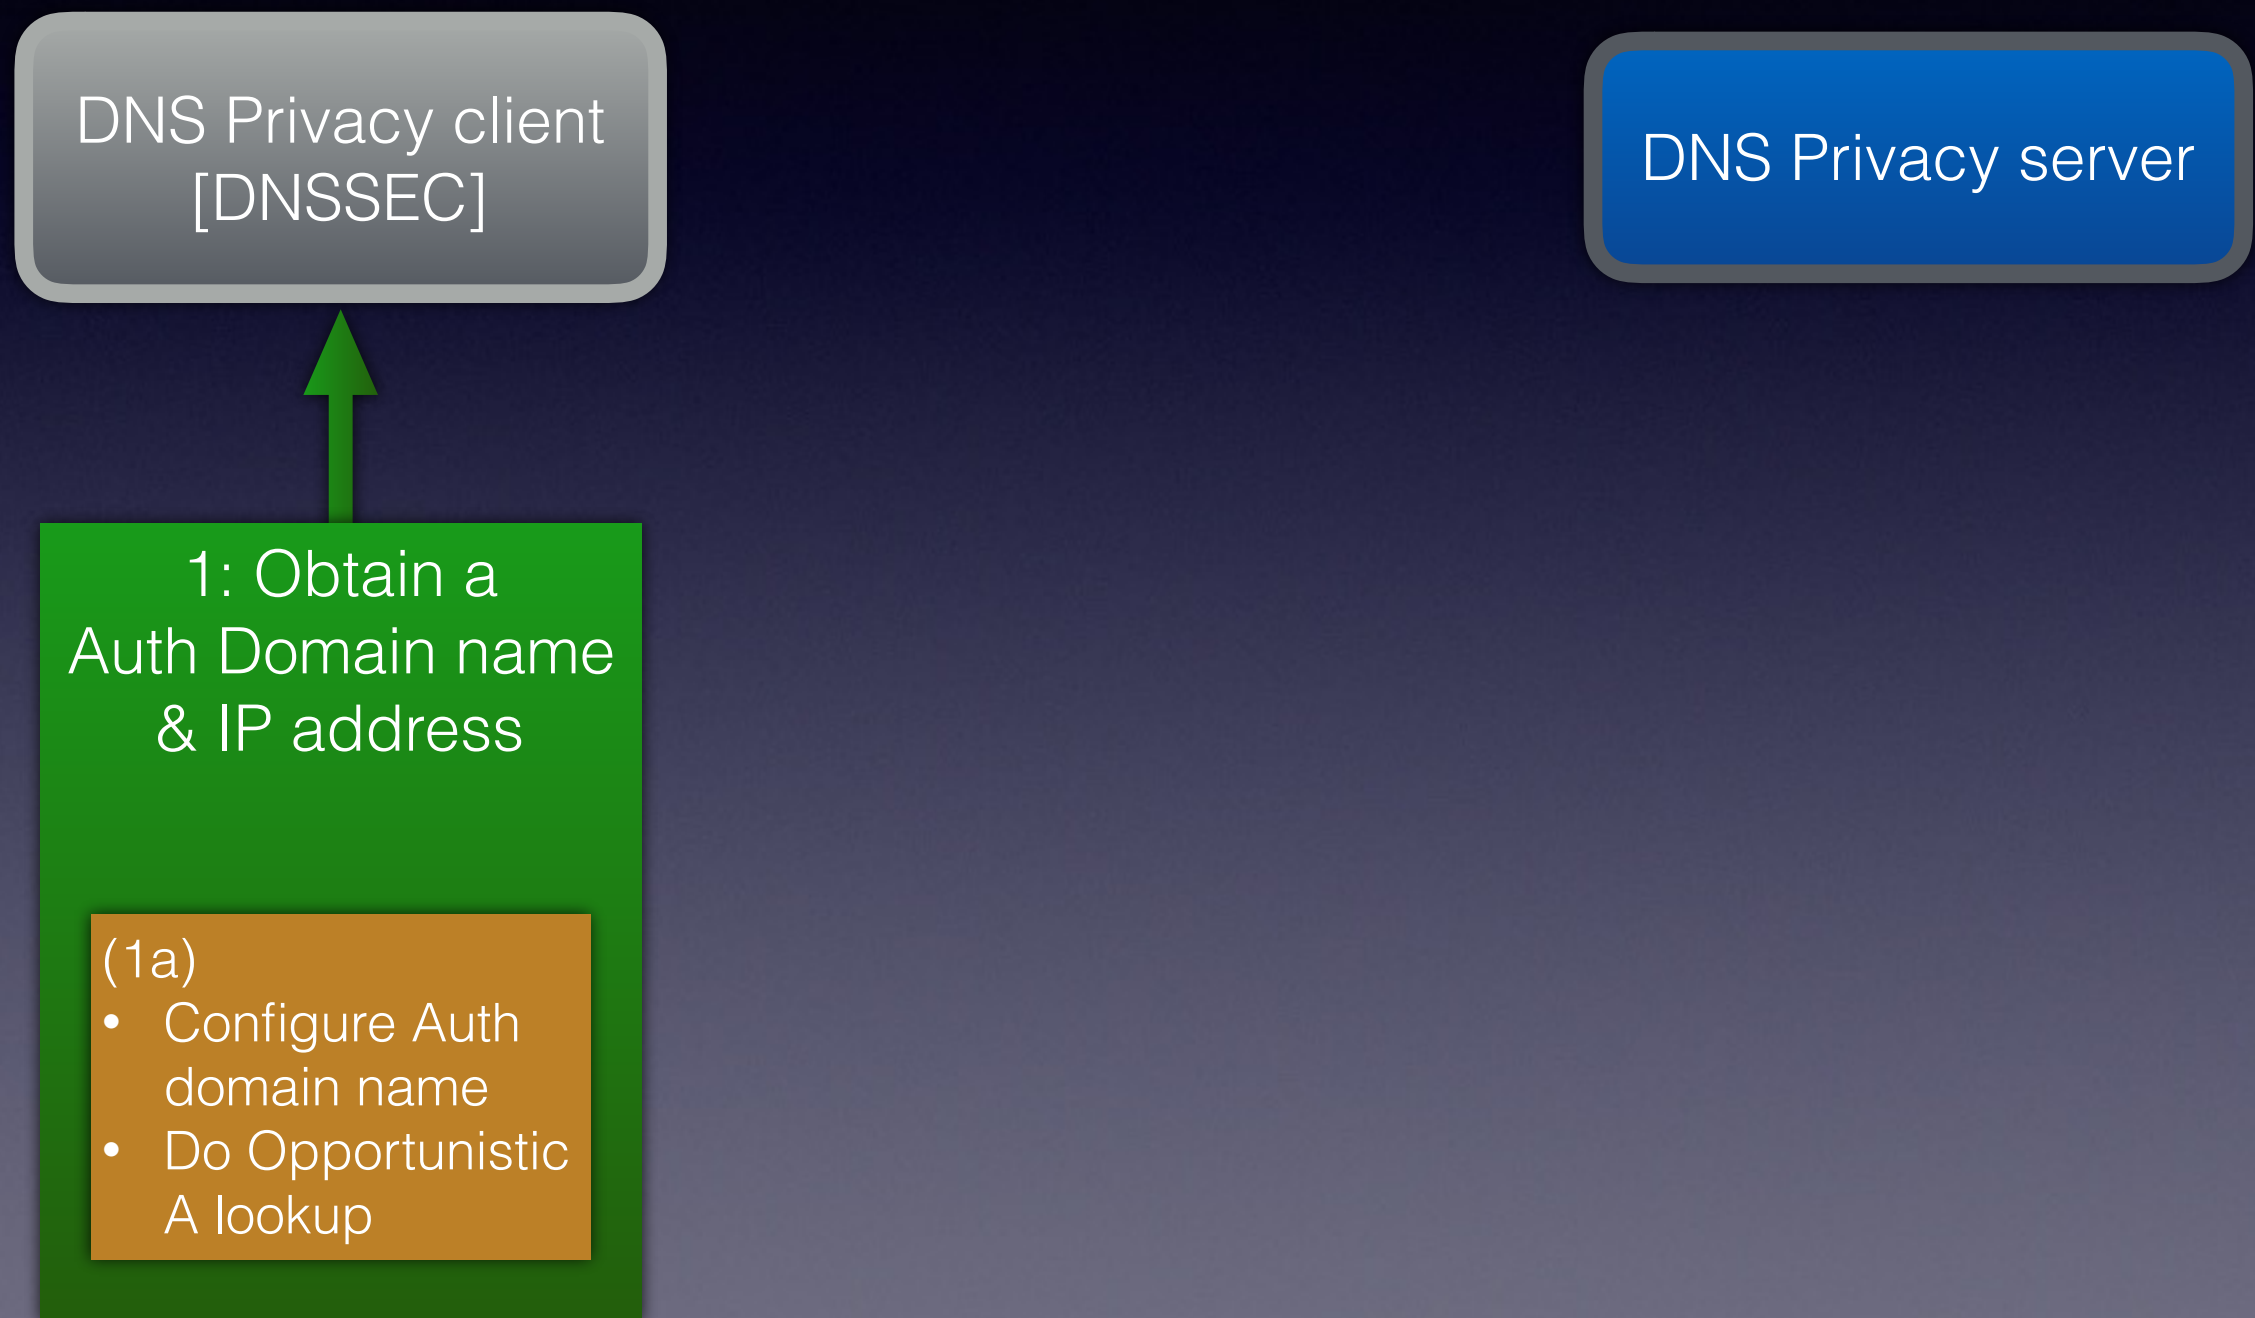 DNS Privacy client
[DNSSEC]
DNS Privacy server
1: Obtain a
Auth Domain name
& IP address
(1a)
• Configure Auth
domain name
• Do Opportunistic
A lookup